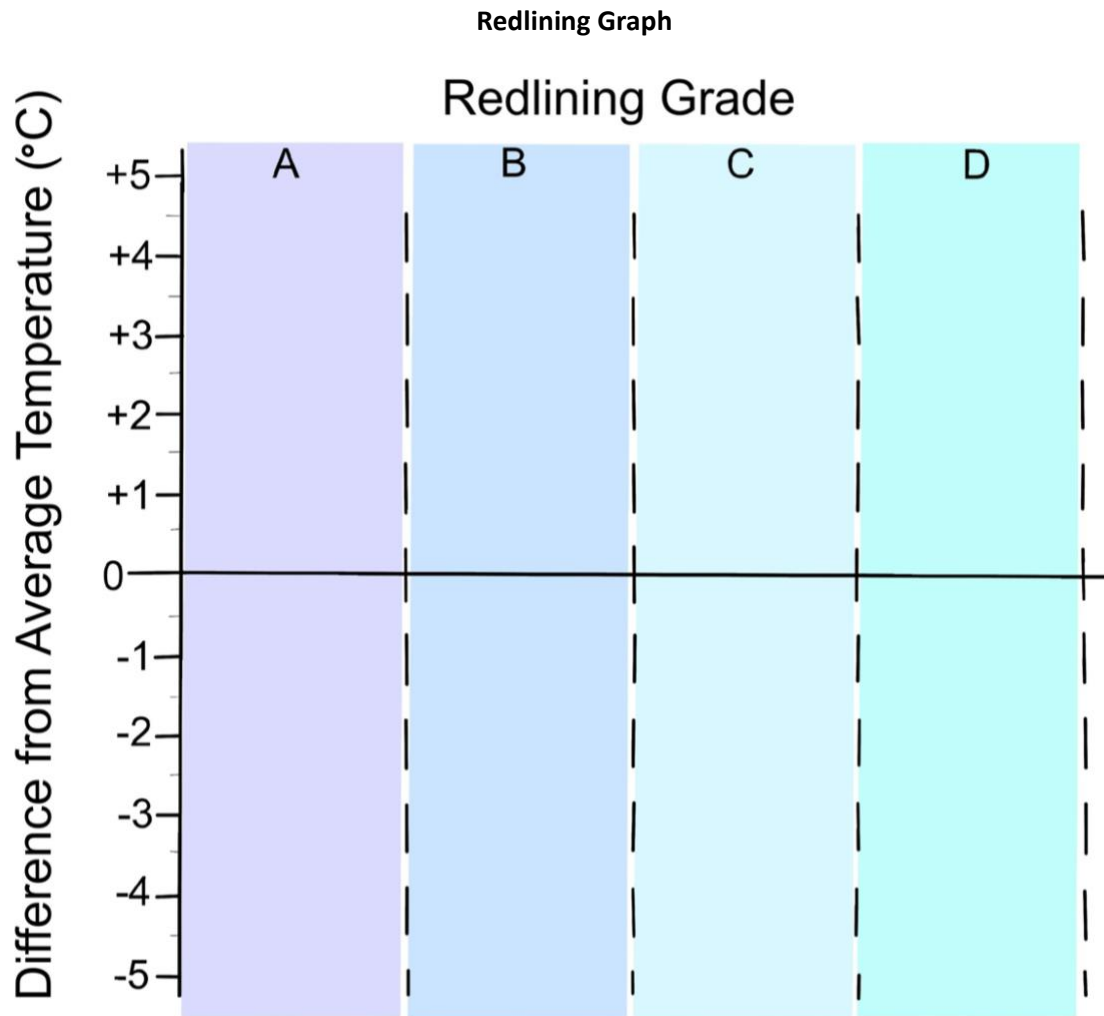 Redlining Graph
Redlining Grade
Difference from Average Temperature (°C)
A
B
C
D
+5
+4
+3
+2
+1
0
-1
-2
-3
-4
-5